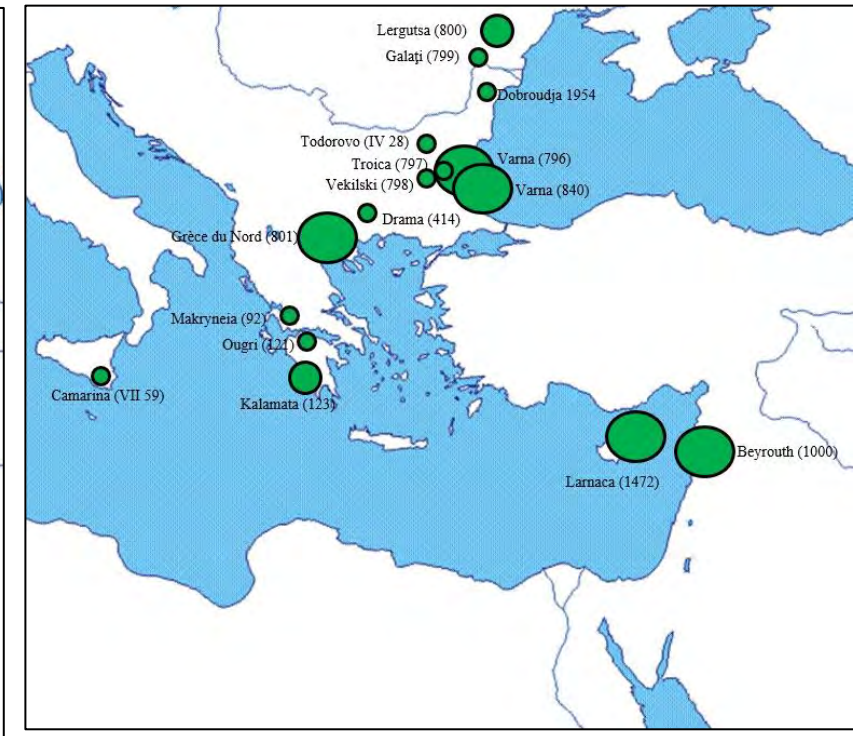 Lergutsa (800)
Galaţi (799)
Dobroudja 1954
Todorovo (IV 28)
Troica (797)
Varna (796)
Vekilski (798)
Varna (840)
Drama (414)
Grèce du Nord (801)
Makryneia (92)
Ougri (121)
Camarina (VII 59)
Kalamata (123)
Beyrouth (1000)
Larnaca (1472)